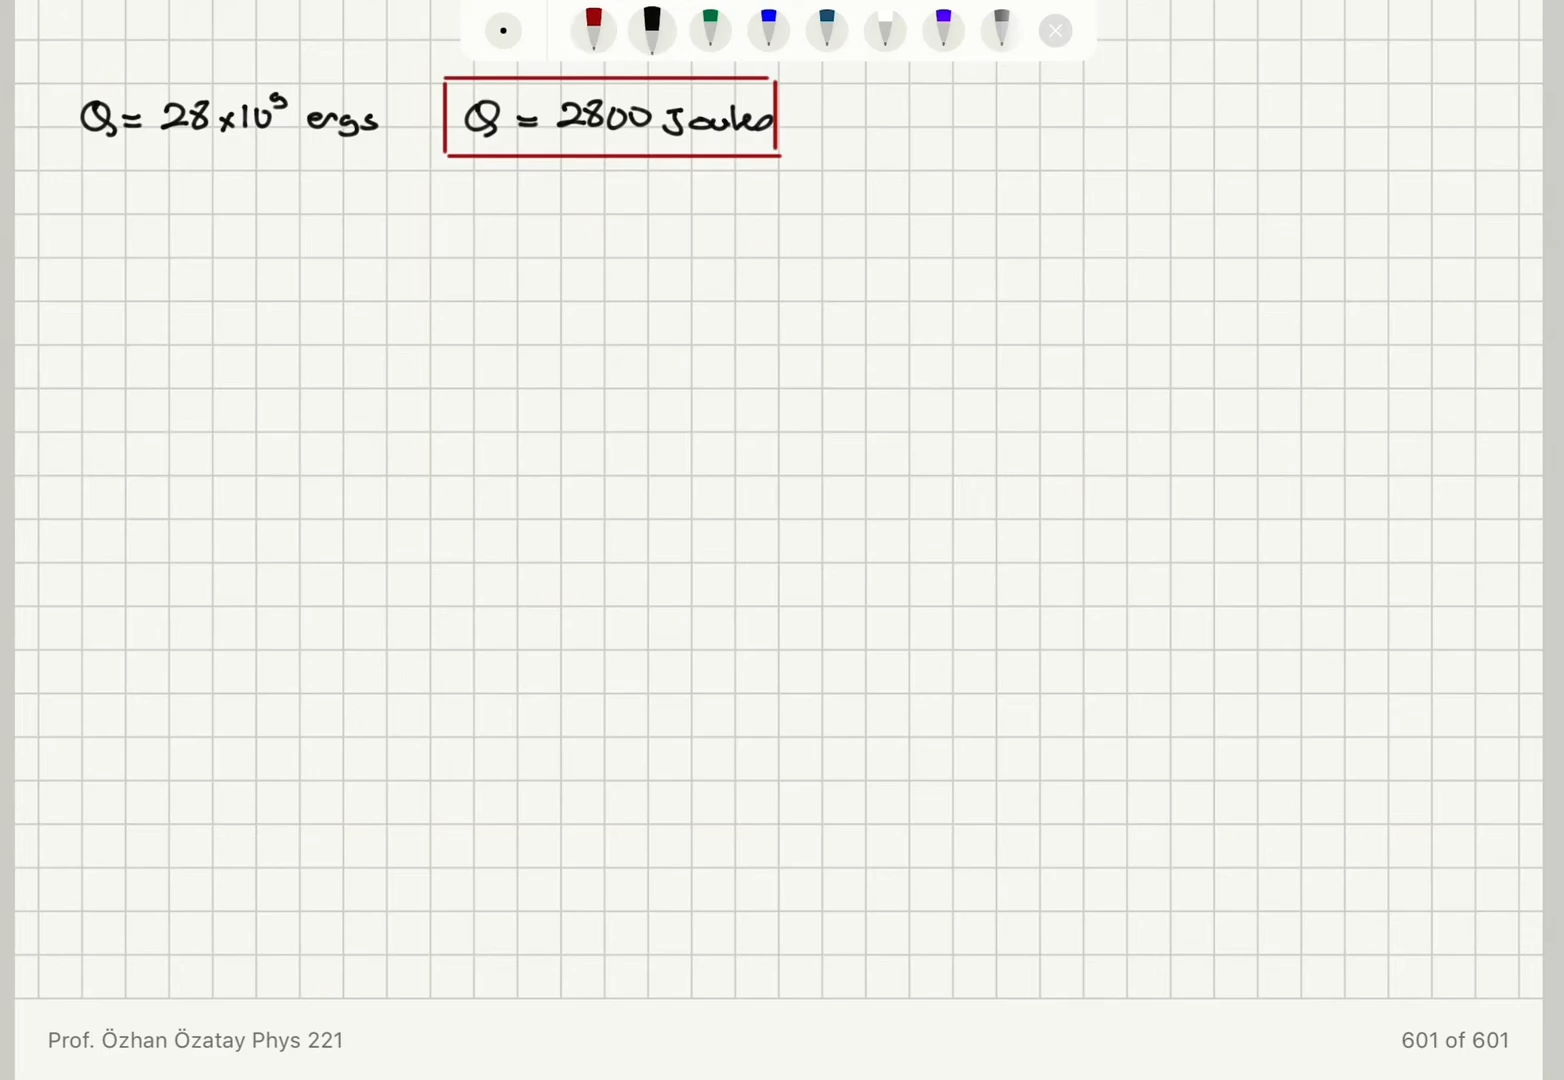 Q = 28 x 10⁹ ergs Q = 2800 Joules
Prof. Özhan Özatay Phys 221
601 of 601